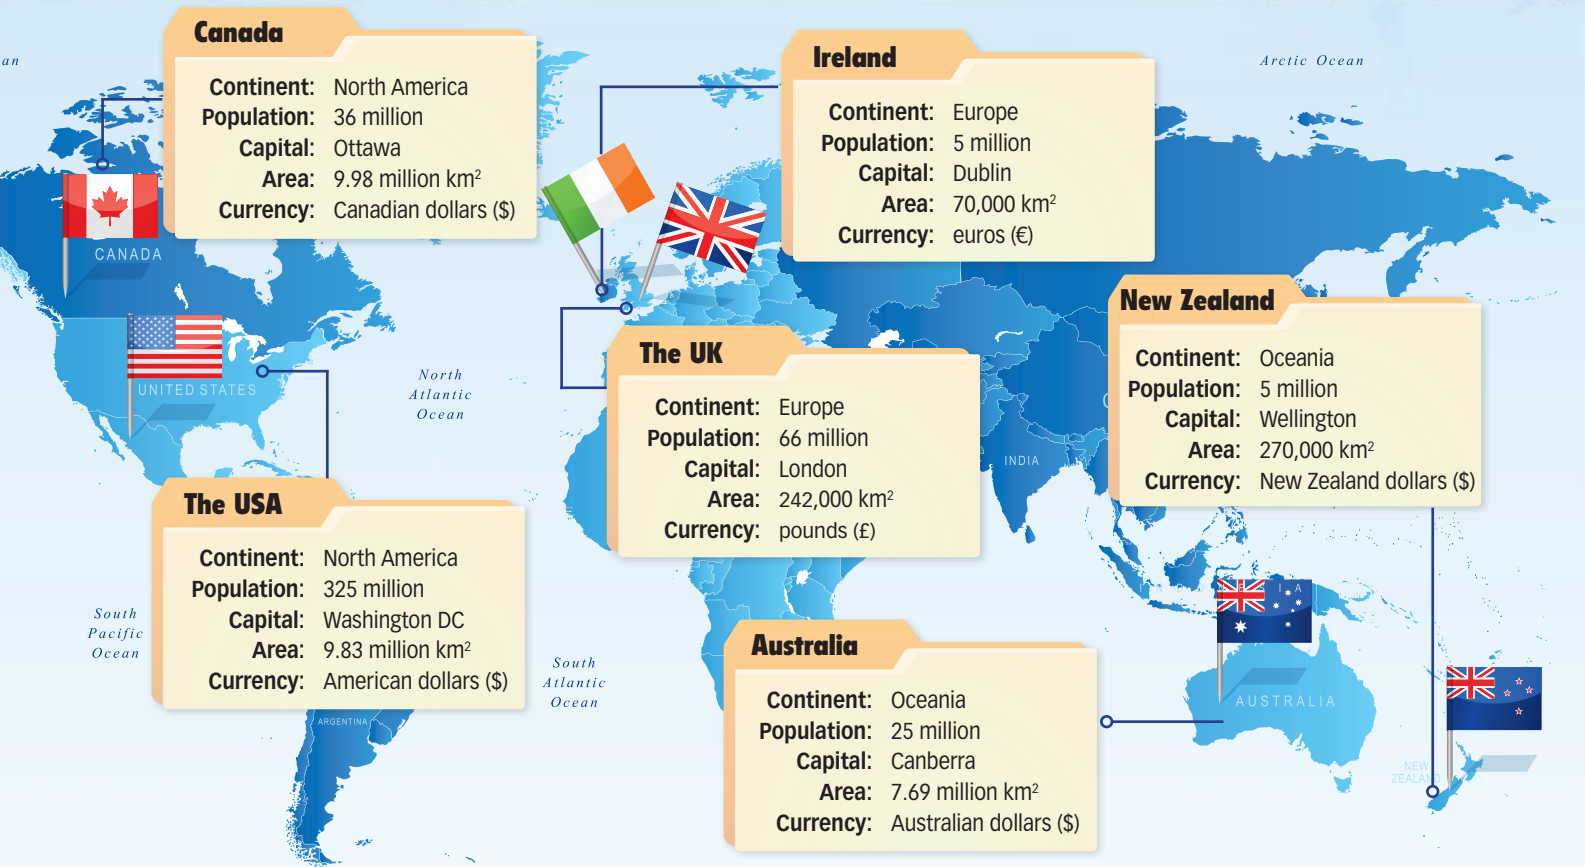 an
Canada
Continent: North America
Population: 36 million
Capital: Ottawa
Area: 9.98 million km²
Currency: Canadian dollars ($)
Ireland
Continent: Europe
Population: 5 million
Capital: Dublin
Area: 70,000 km²
Currency: euros (€)
Arctic Ocean
CANADA
New Zealand
Continent: Oceania
Population: 5 million
Capital: Wellington
Area: 270,000 km²
Currency: New Zealand dollars ($)
The UK
Continent: Europe
Population: 66 million
Capital: London
Area: 242,000 km²
Currency: pounds (£)
UNITED STATES
North
Atlantic
Ocean
INDIA
The USA
Continent: North America
Population: 325 million
Capital: Washington DC
Area: 9.83 million km²
Currency: American dollars ($)
South
Pacific
Ocean
South
Atlantic
Ocean
I A
Australia
Continent: Oceania
Population: 25 million
Capital: Canberra
Area: 7.69 million km²
Currency: Australian dollars ($)
AUSTRALIA
ARGENTINA
NEW
ZEALAND